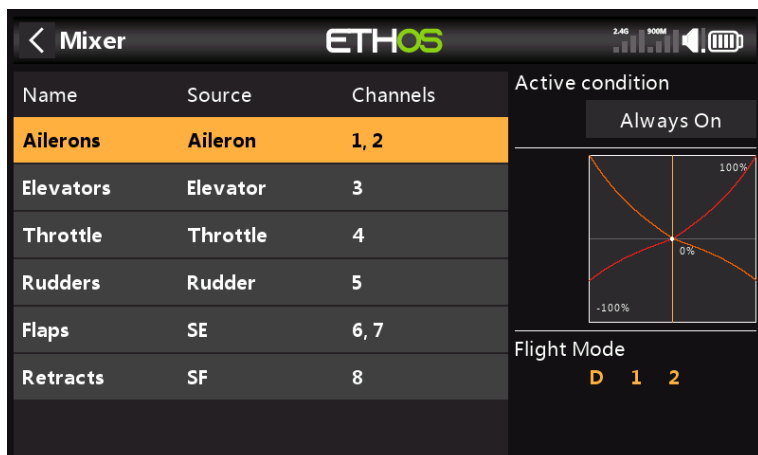 Mixer
ETHOS
2.4G 900M
Name Source Channels
Ailerons Aileron 1, 2
Elevators Elevator 3
Throttle Throttle 4
Rudders Rudder 5
Flaps SE 6, 7
Retracts SF 8
Active condition
Always On
100%
0%
-100%
Flight Mode
D 1 2